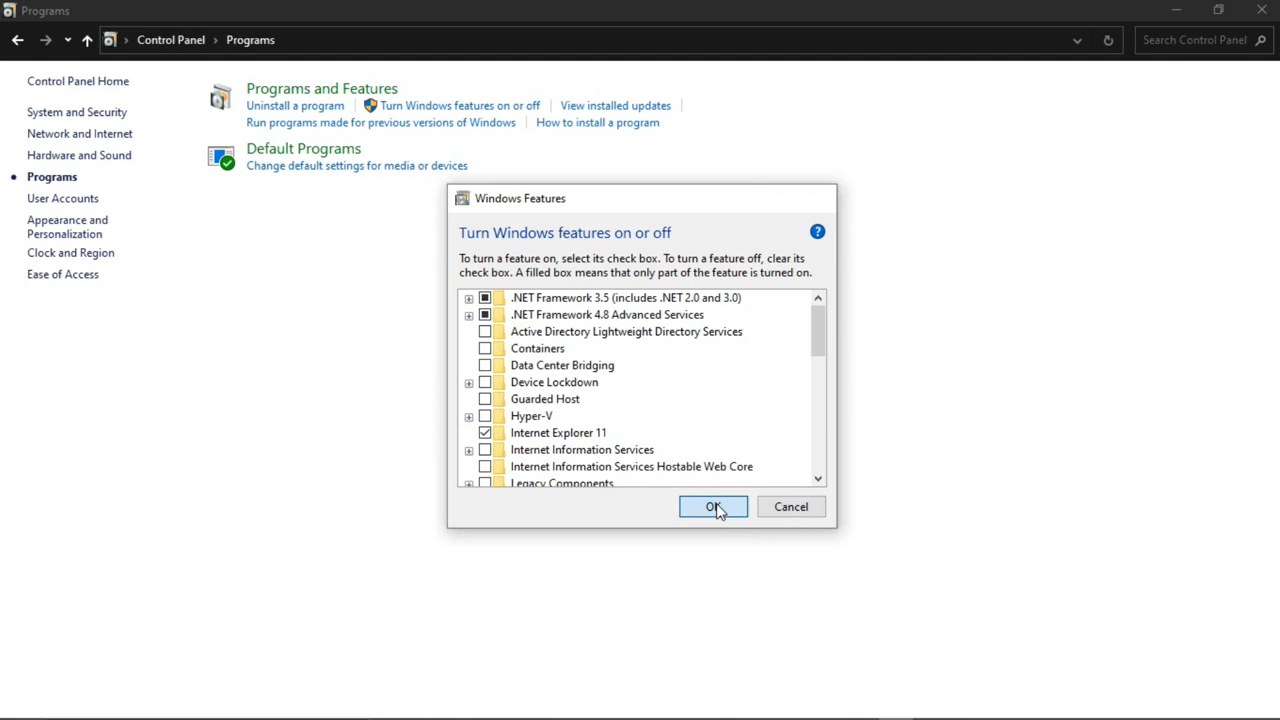 Programs
Control Panel
Programs
Search Control Panel
Control Panel Home
System and Security
Network and Internet
Hardware and Sound
Programs
User Accounts
Appearance and
Personalization
Clock and Region
Ease of Access
Programs and Features
Uninstall a program
Turn Windows features on or off
View installed updates
Run programs made for previous versions of Windows
How to install a program
Default Programs
Change default settings for media or devices
Windows Features
Turn Windows features on or off
?
To turn a feature on, select its check box. To turn a feature off, clear its
check box. A filled box means that only part of the feature is turned on.
.NET Framework 3.5 (includes .NET 2.0 and 3.0)
.NET Framework 4.8 Advanced Services
Active Directory Lightweight Directory Services
Containers
Data Center Bridging
Device Lockdown
Guarded Host
Hyper-V
Internet Explorer 11
Internet Information Services
Internet Information Services Hostable Web Core
Legacy Components
OK
Cancel